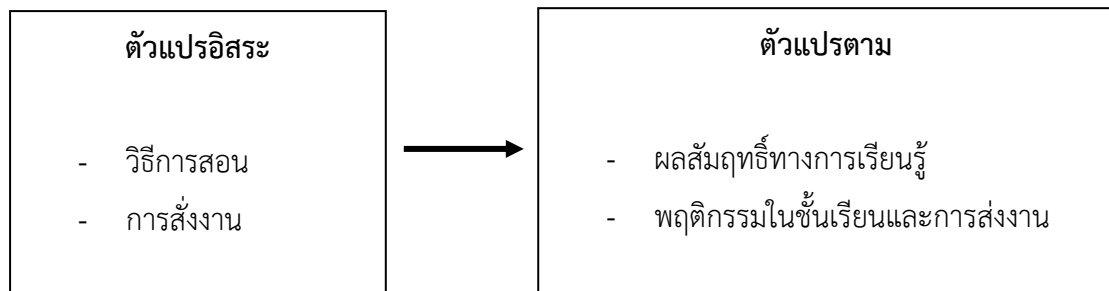 ตัวแปรอิสระ
- วิธีการสอน
- การสั่งงาน
ตัวแปรตาม
- ผลสัมฤทธิ์ทางการเรียนรู้
- พฤติกรรมในชั้นเรียนและการส่งงาน